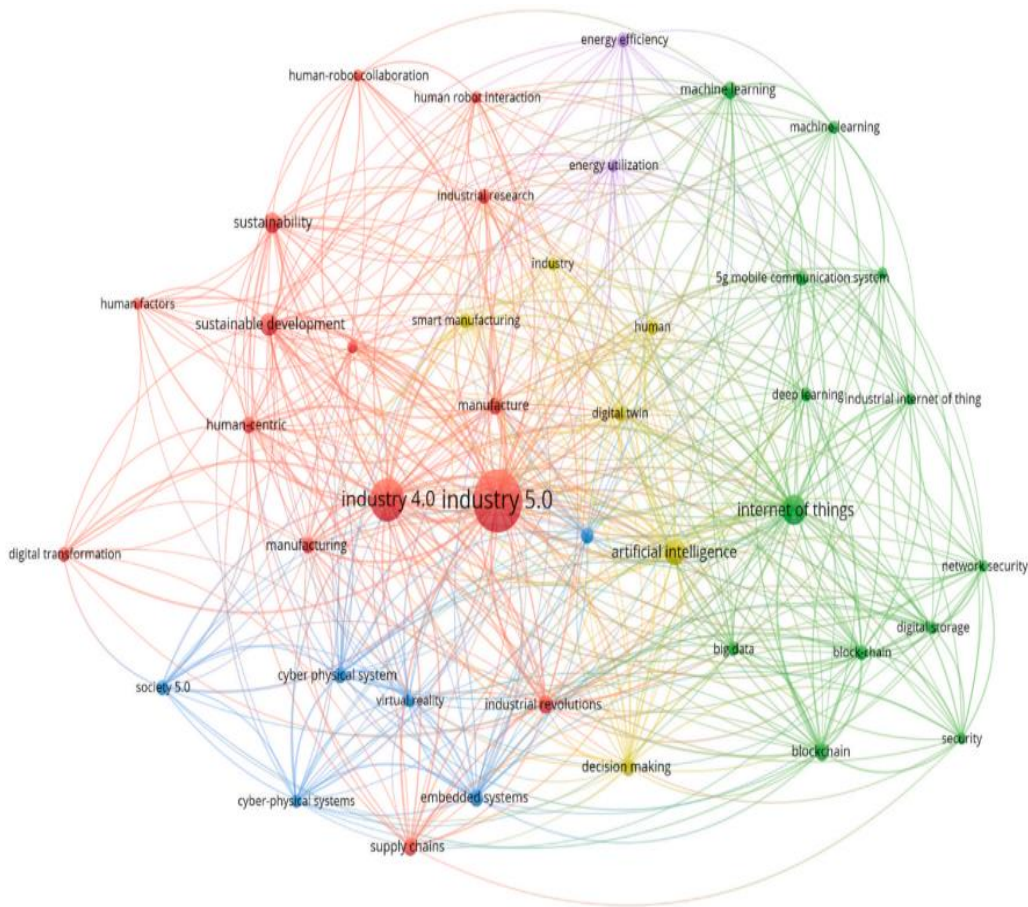 energy efficiency
human-robot collaboration
machine learning
human robot interaction
machine learning
energy utilization
industrial research
sustainability
industry
5g mobile communication system
human factors
smart manufacturing
sustainable development
human
deep learning
industrial internet of thing
manufacture
digital twin
human-centric
industry 4.0
industry 5.0
internet of things
manufacturing
artificial intelligence
digital transformation
network security
digital storage
big data
block-chain
cyber physical system
society 5.0
virtual reality
industrial revolutions
security
blockchain
decision making
cyber-physical systems
embedded systems
supply chains